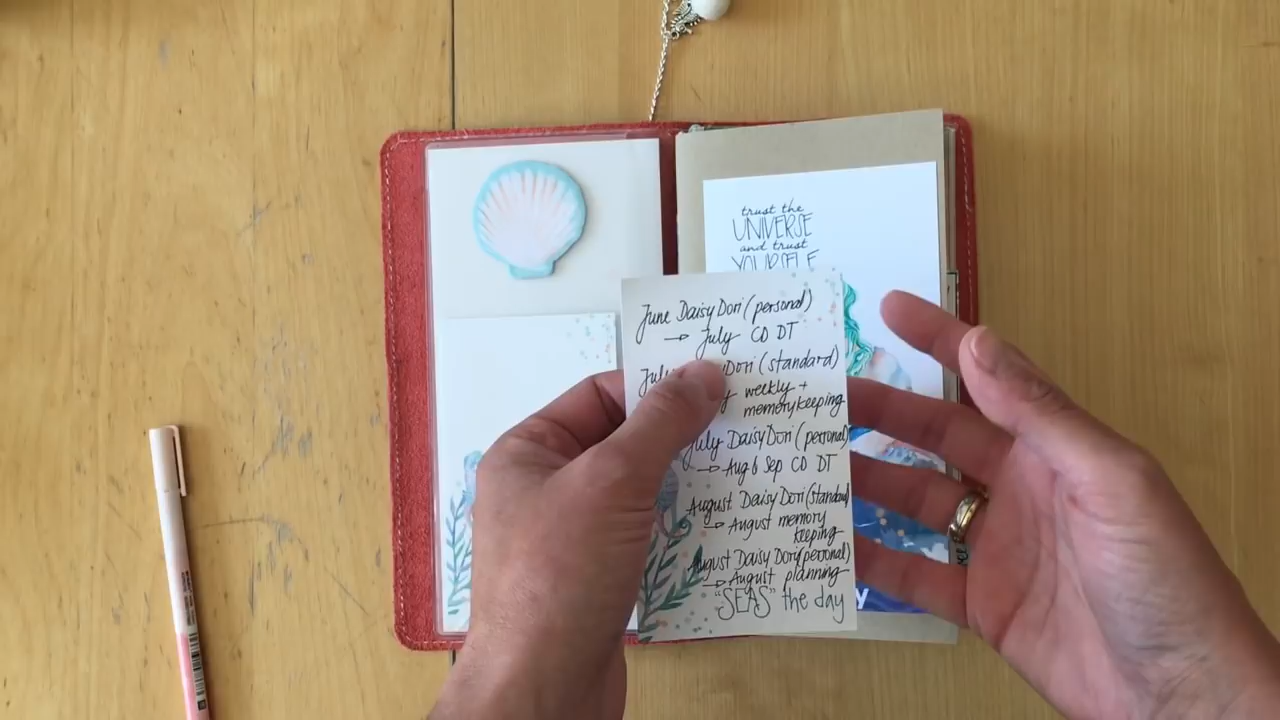 trust the
UNIVERSE
and trust
YOURSELF
June Daisy Dori (personal)
→ July CO DT
Dori (standard)
weekly +
memorykeeping
July Daisy Dori (personal)
→ Aug & Sep CO DT
August Daisy Dori (standard
→ August memory
keeping
August Daisy Dori (personal)
→ August planning
"SEAS" the day